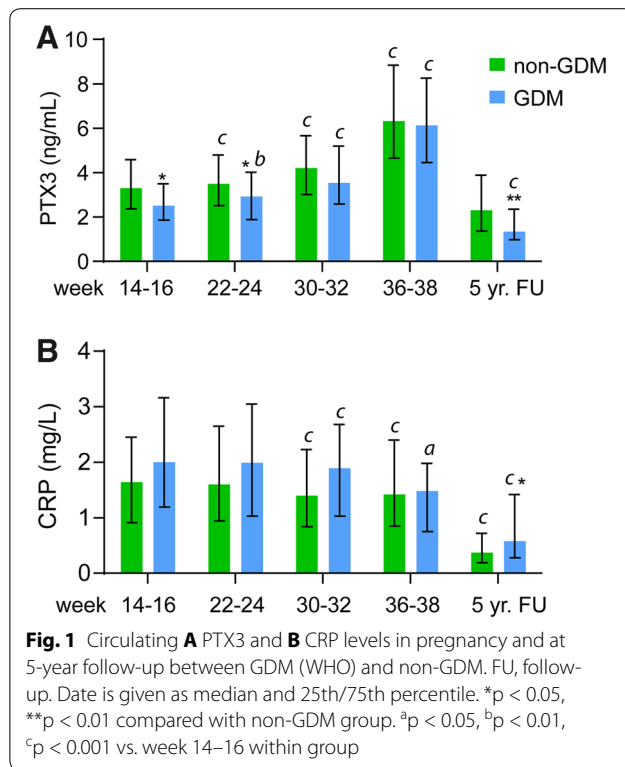 A
10
8
6
4
2
0
PTX3 (ng/mL)
c c c c c c
* * b
c
**
non-GDM
GDM
week 14-16 22-24 30-32 36-38 5 yr. FU
B
4
3
2
1
0
CRP (mg/L)
c c c a
c c *
week 14-16 22-24 30-32 36-38 5 yr. FU
Fig. 1 Circulating A PTX3 and B CRP levels in pregnancy and at
5-year follow-up between GDM (WHO) and non-GDM. FU, follow-
up. Date is given as median and 25th/75th percentile. *p < 0.05,
**p < 0.01 compared with non-GDM group. ᵃp < 0.05, ᵇp < 0.01,
ᶜp < 0.001 vs. week 14–16 within group